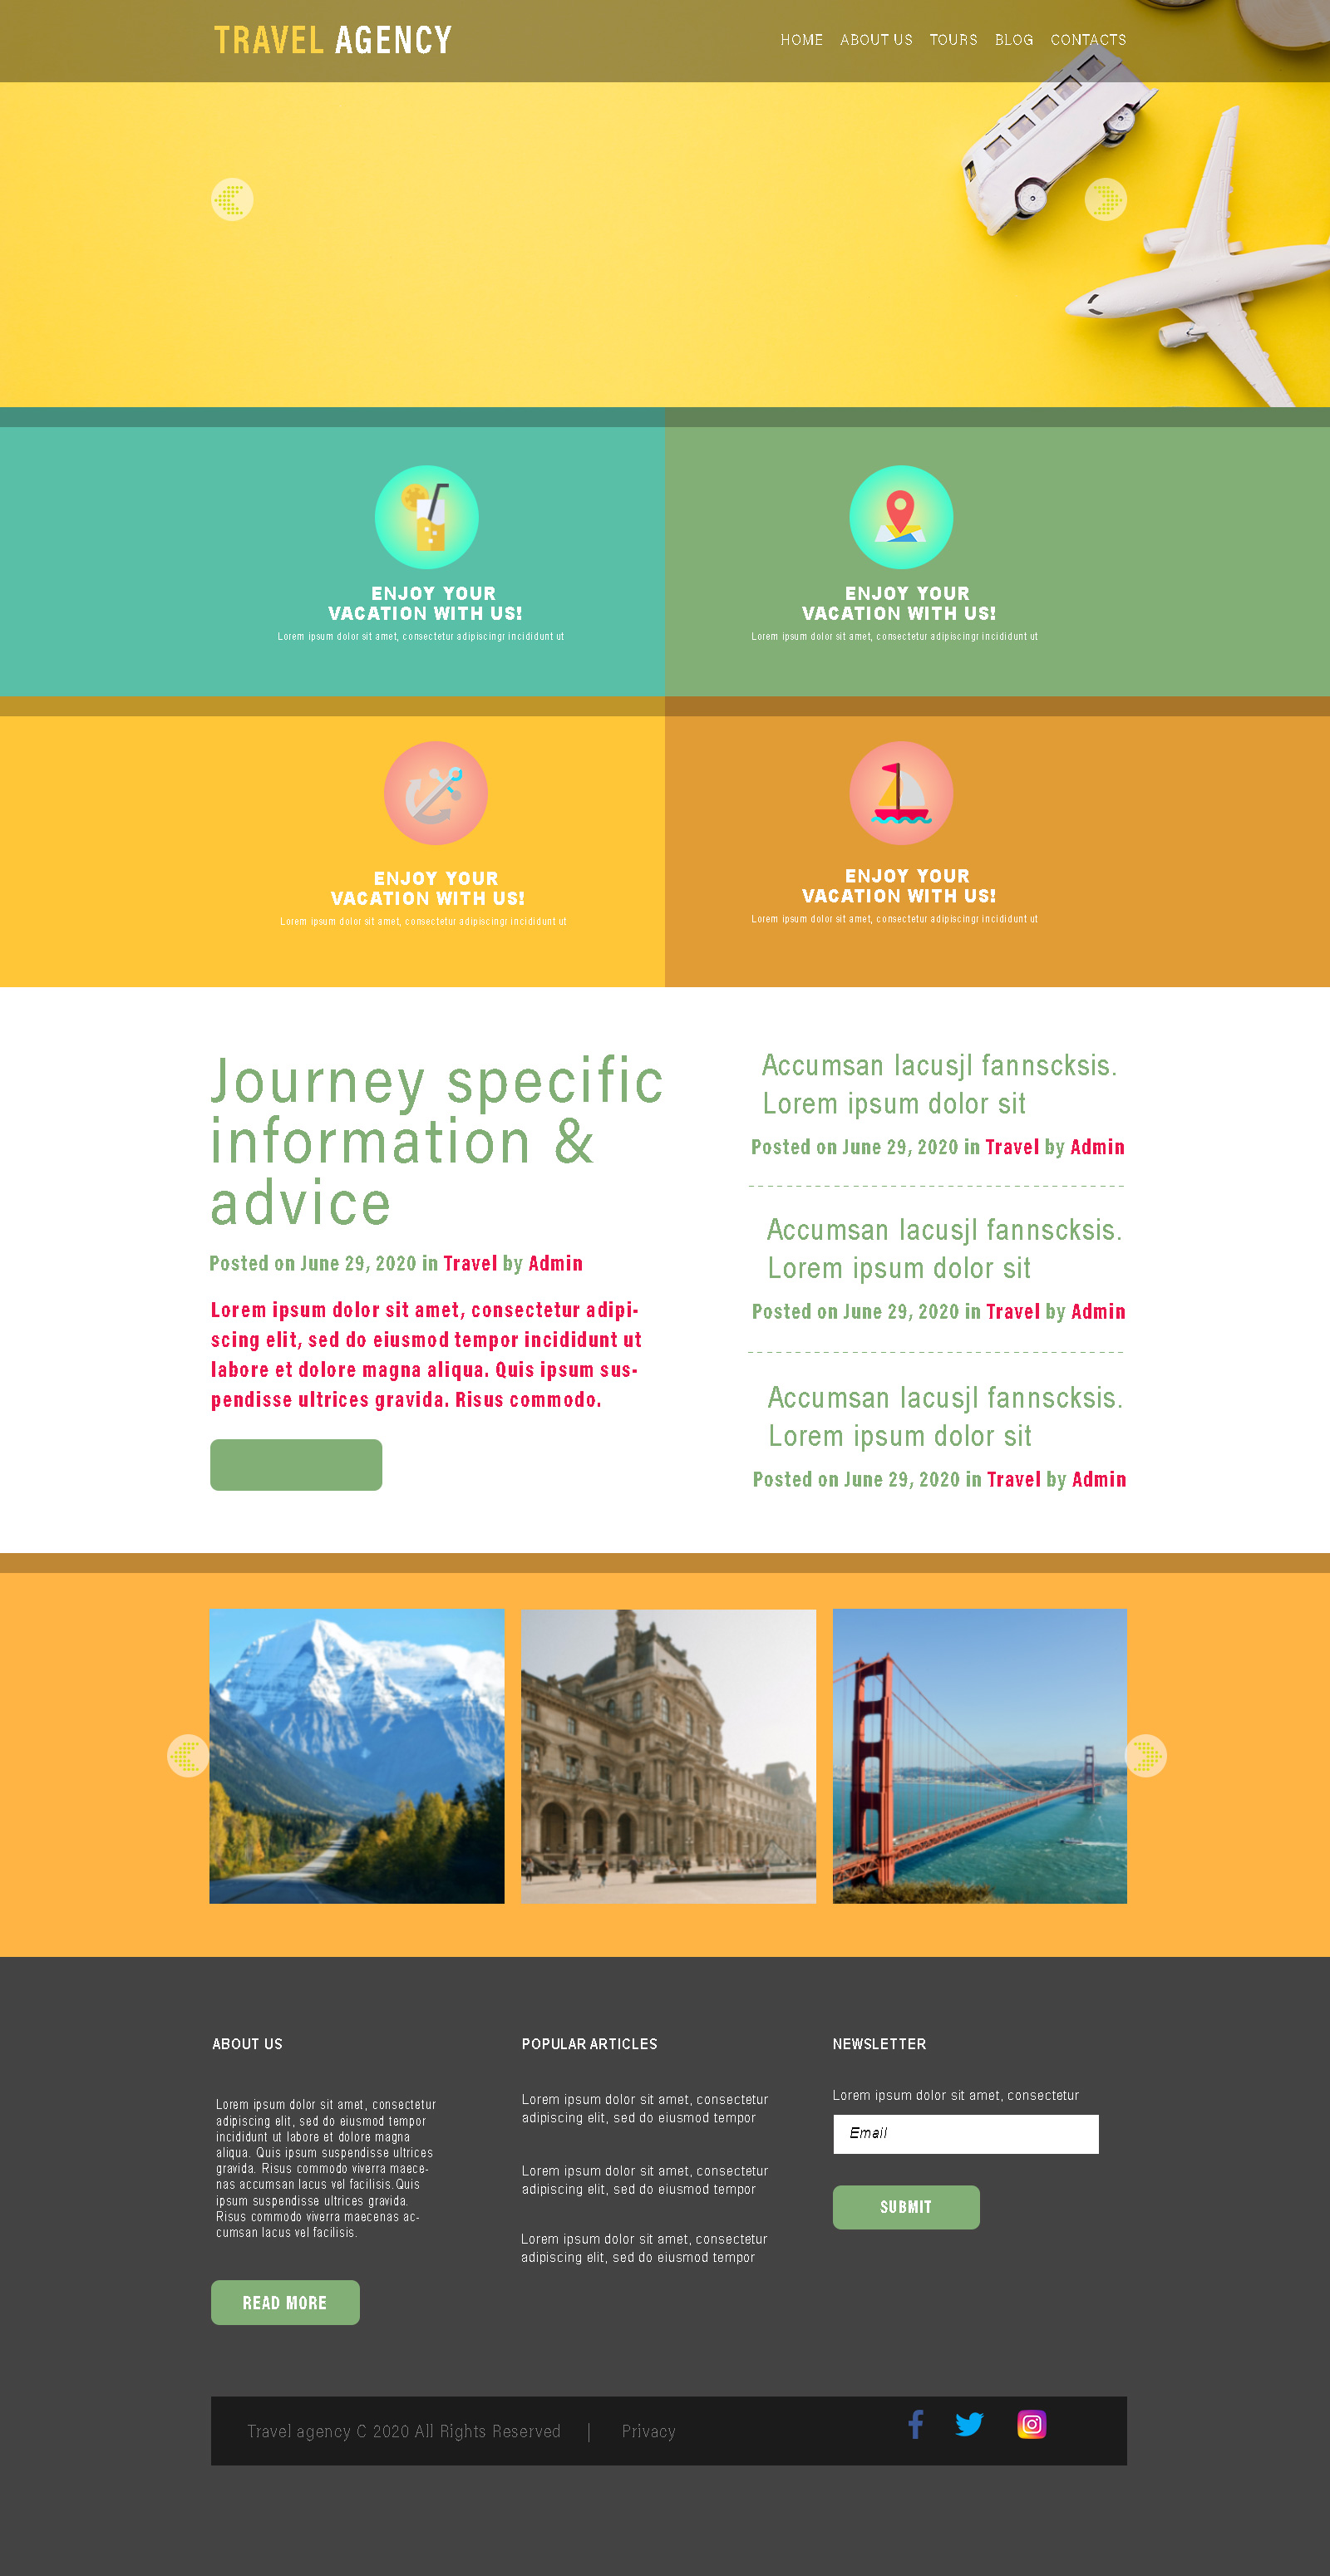 TRAVEL AGENCY
HOME ABOUT US TOURS BLOG CONTACTS
ENJOY YOUR
VACATION WITH US!
Lorem ipsum dolor sit amet, consectetur adipiscingr incididunt ut
ENJOY YOUR
VACATION WITH US!
Lorem ipsum dolor sit amet, consectetur adipiscingr incididunt ut
ENJOY YOUR
VACATION WITH US!
Lorem ipsum dolor sit amet, consectetur adipiscingr incididunt ut
ENJOY YOUR
VACATION WITH US!
Lorem ipsum dolor sit amet, consectetur adipiscingr incididunt ut
Journey specific
information &
advice
Posted on June 29, 2020 in Travel by Admin
Lorem ipsum dolor sit amet, consectetur adipi-
scing elit, sed do eiusmod tempor incididunt ut
labore et dolore magna aliqua. Quis ipsum sus-
pendisse ultrices gravida. Risus commodo.
Accumsan lacusjl fannscksis.
Lorem ipsum dolor sit
Posted on June 29, 2020 in Travel by Admin
Accumsan lacusjl fannscksis.
Lorem ipsum dolor sit
Posted on June 29, 2020 in Travel by Admin
Accumsan lacusjl fannscksis.
Lorem ipsum dolor sit
Posted on June 29, 2020 in Travel by Admin
ABOUT US
Lorem ipsum dolor sit amet, consectetur
adipiscing elit, sed do eiusmod tempor
incididunt ut labore et dolore magna
aliqua. Quis ipsum suspendisse ultrices
gravida. Risus commodo viverra maece-
nas accumsan lacus vel facilisis.Quis
ipsum suspendisse ultrices gravida.
Risus commodo viverra maecenas ac-
cumsan lacus vel facilisis.
READ MORE
POPULAR ARTICLES
Lorem ipsum dolor sit amet, consectetur
adipiscing elit, sed do eiusmod tempor
Lorem ipsum dolor sit amet, consectetur
adipiscing elit, sed do eiusmod tempor
Lorem ipsum dolor sit amet, consectetur
adipiscing elit, sed do eiusmod tempor
NEWSLETTER
Lorem ipsum dolor sit amet, consectetur
Email
SUBMIT
Travel agency C 2020 All Rights Reserved | Privacy